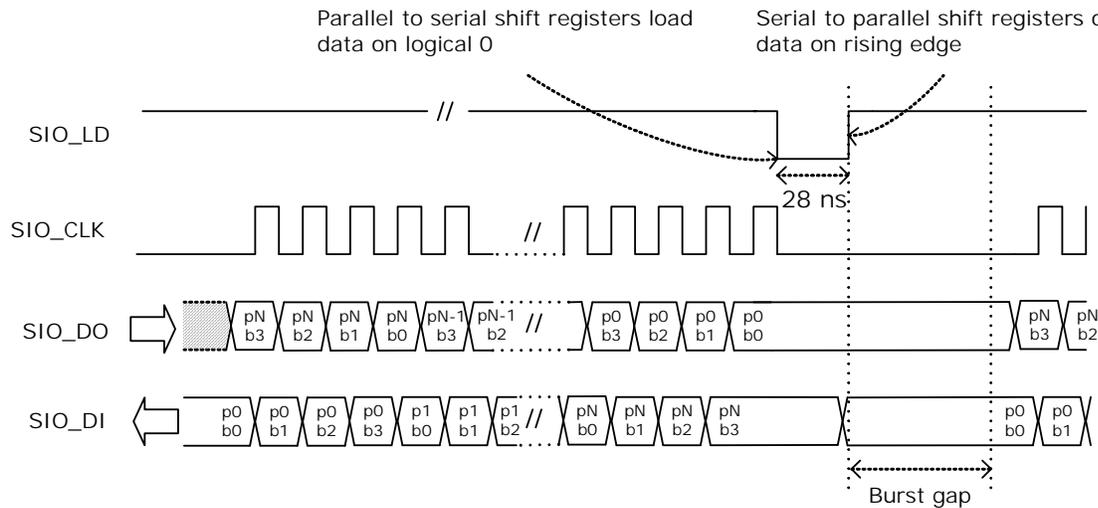 Parallel to serial shift registers load
data on logical 0
Serial to parallel shift registers
data on rising edge
SIO_LD
//
28 ns
SIO_CLK
//
SIO_DO
pN b3
pN b2
pN b1
pN b0
pN-1 b3
pN-1 b2
//
p0 b3
p0 b2
p0 b1
p0 b0
pN b3
pN b2
SIO_DI
p0 b0
p0 b1
p0 b2
p0 b3
p1 b0
p1 b1
p1 b2
//
pN b0
pN b1
pN b2
pN b3
p0 b0
p0 b1
Burst gap